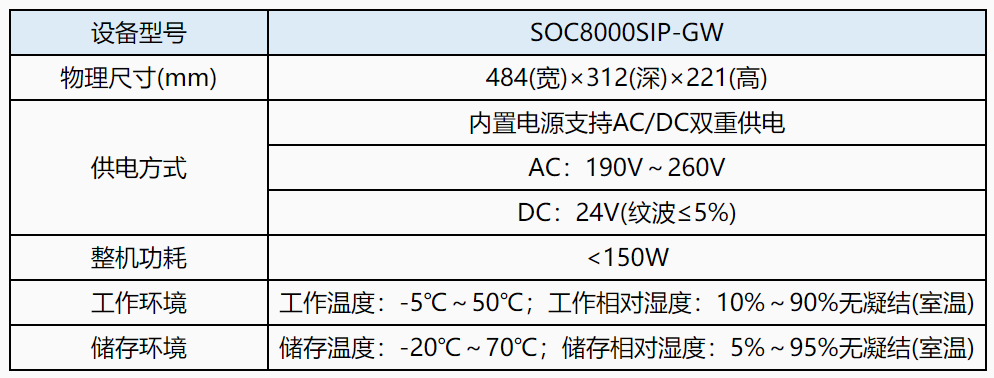 设备型号 SOC8000SIP-GW
物理尺寸(mm) 484(宽)×312(深)×221(高)
供电方式 内置电源支持AC/DC双重供电
AC：190V～260V
DC：24V(纹波≤5%)
整机功耗 <150W
工作环境 工作温度：-5℃～50℃；工作相对湿度：10%～90%无凝结(室温)
储存环境 储存温度：-20℃～70℃；储存相对湿度：5%～95%无凝结(室温)